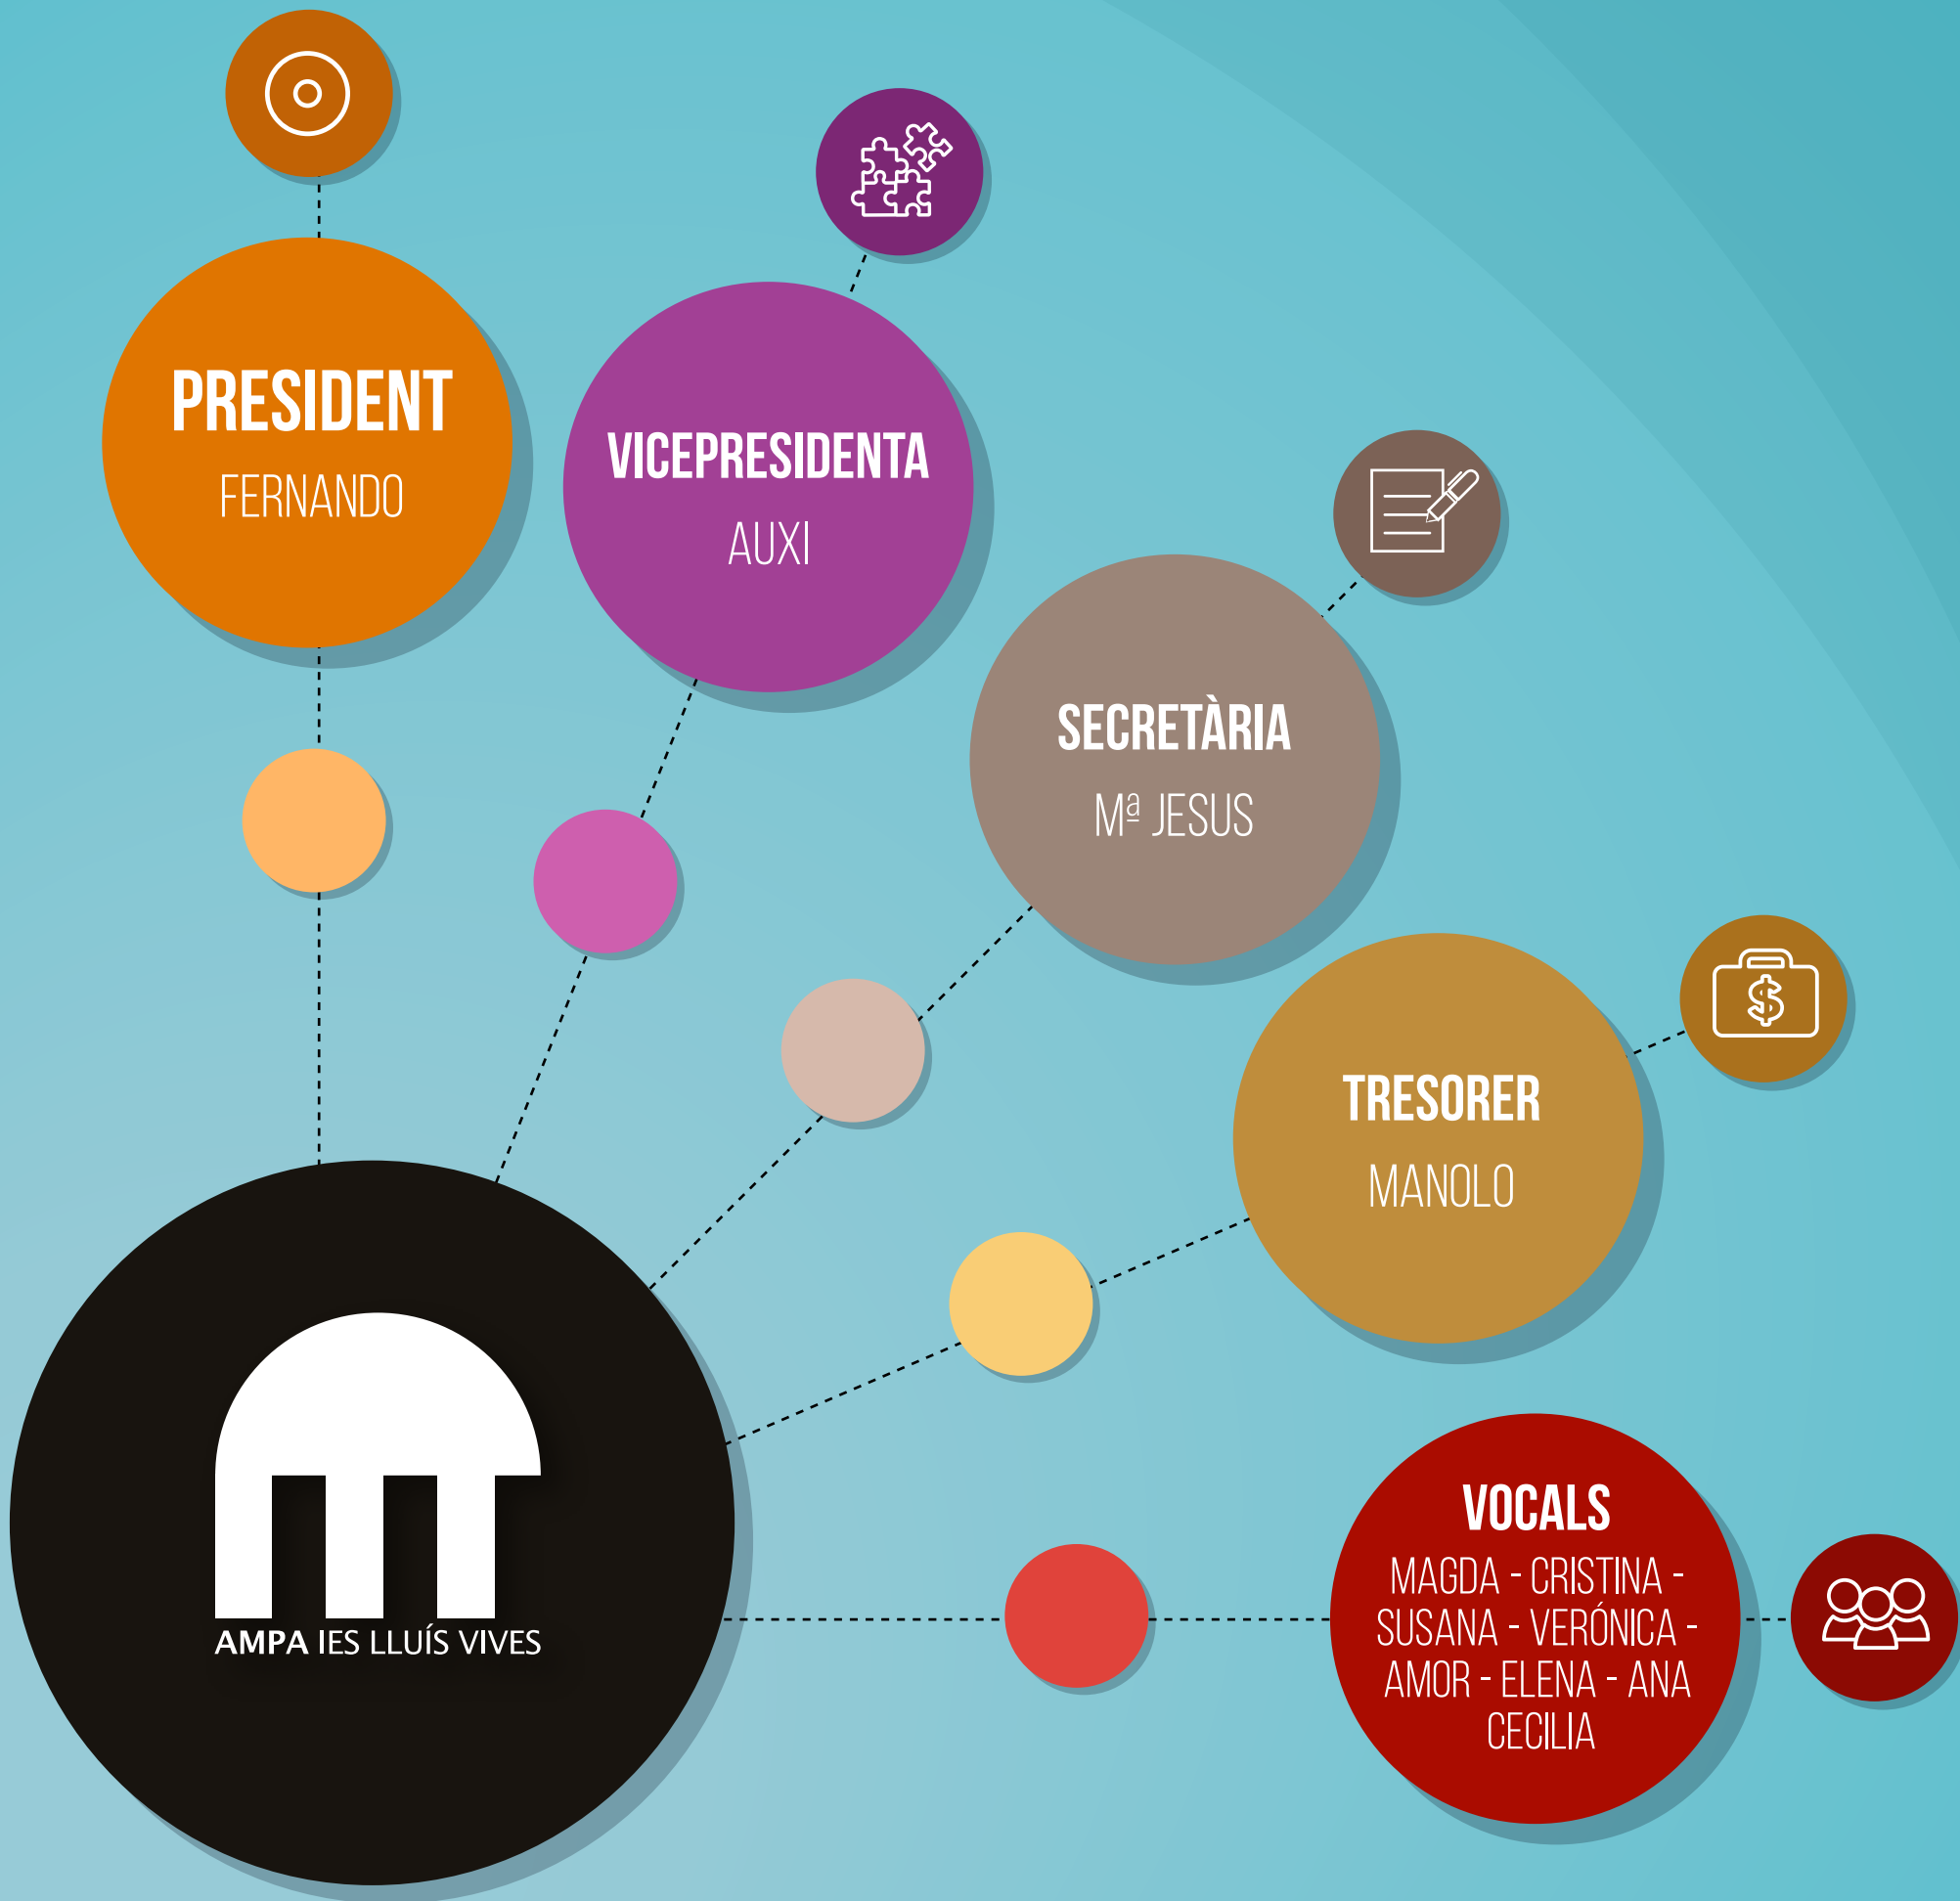 PRESIDENT
FERNANDO
VICEPRESIDENTA
AUXI
SECRETÀRIA
Mª JESUS
TRESORER
MANOLO
VOCALS
MAGDA - CRISTINA -
SUSANA - VERÓNICA -
AMOR - ELENA - ANA
CECILIA
AMPA IES LLUÍS VIVES